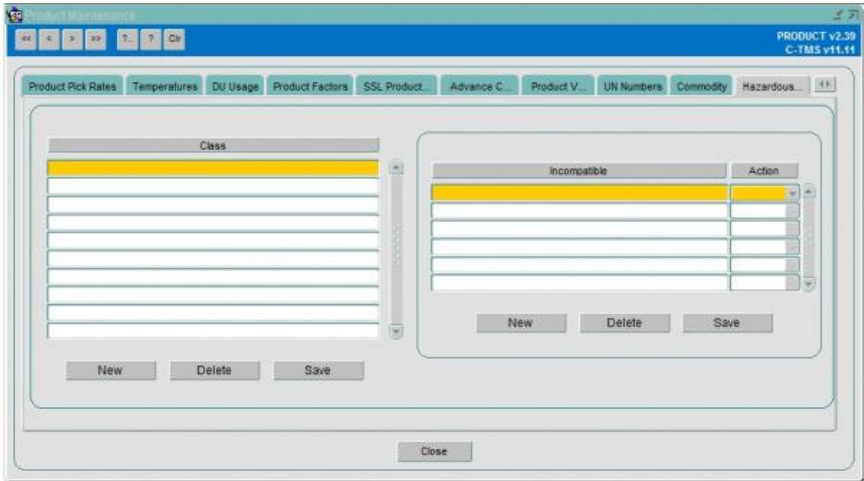 Product Maintenance
<< < > >> ?... ? Clr
PRODUCT v2.39
C-TMS v11.11
Product Pick Rates Temperatures DU Usage Product Factors SSL Product... Advance C... Product V... UN Numbers Commodity Hazardous...
Class
Incompatible Action
New Delete Save
New Delete Save
Close